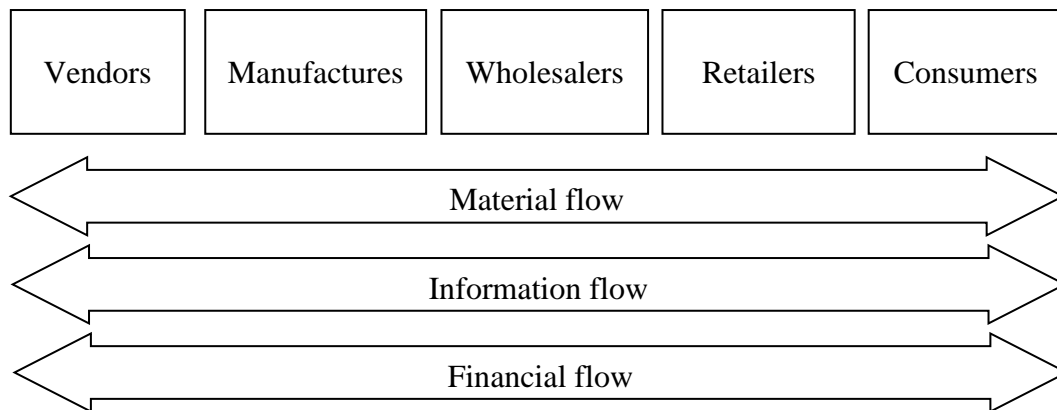 Vendors
Manufactures
Wholesalers
Retailers
Consumers
Material flow
Information flow
Financial flow